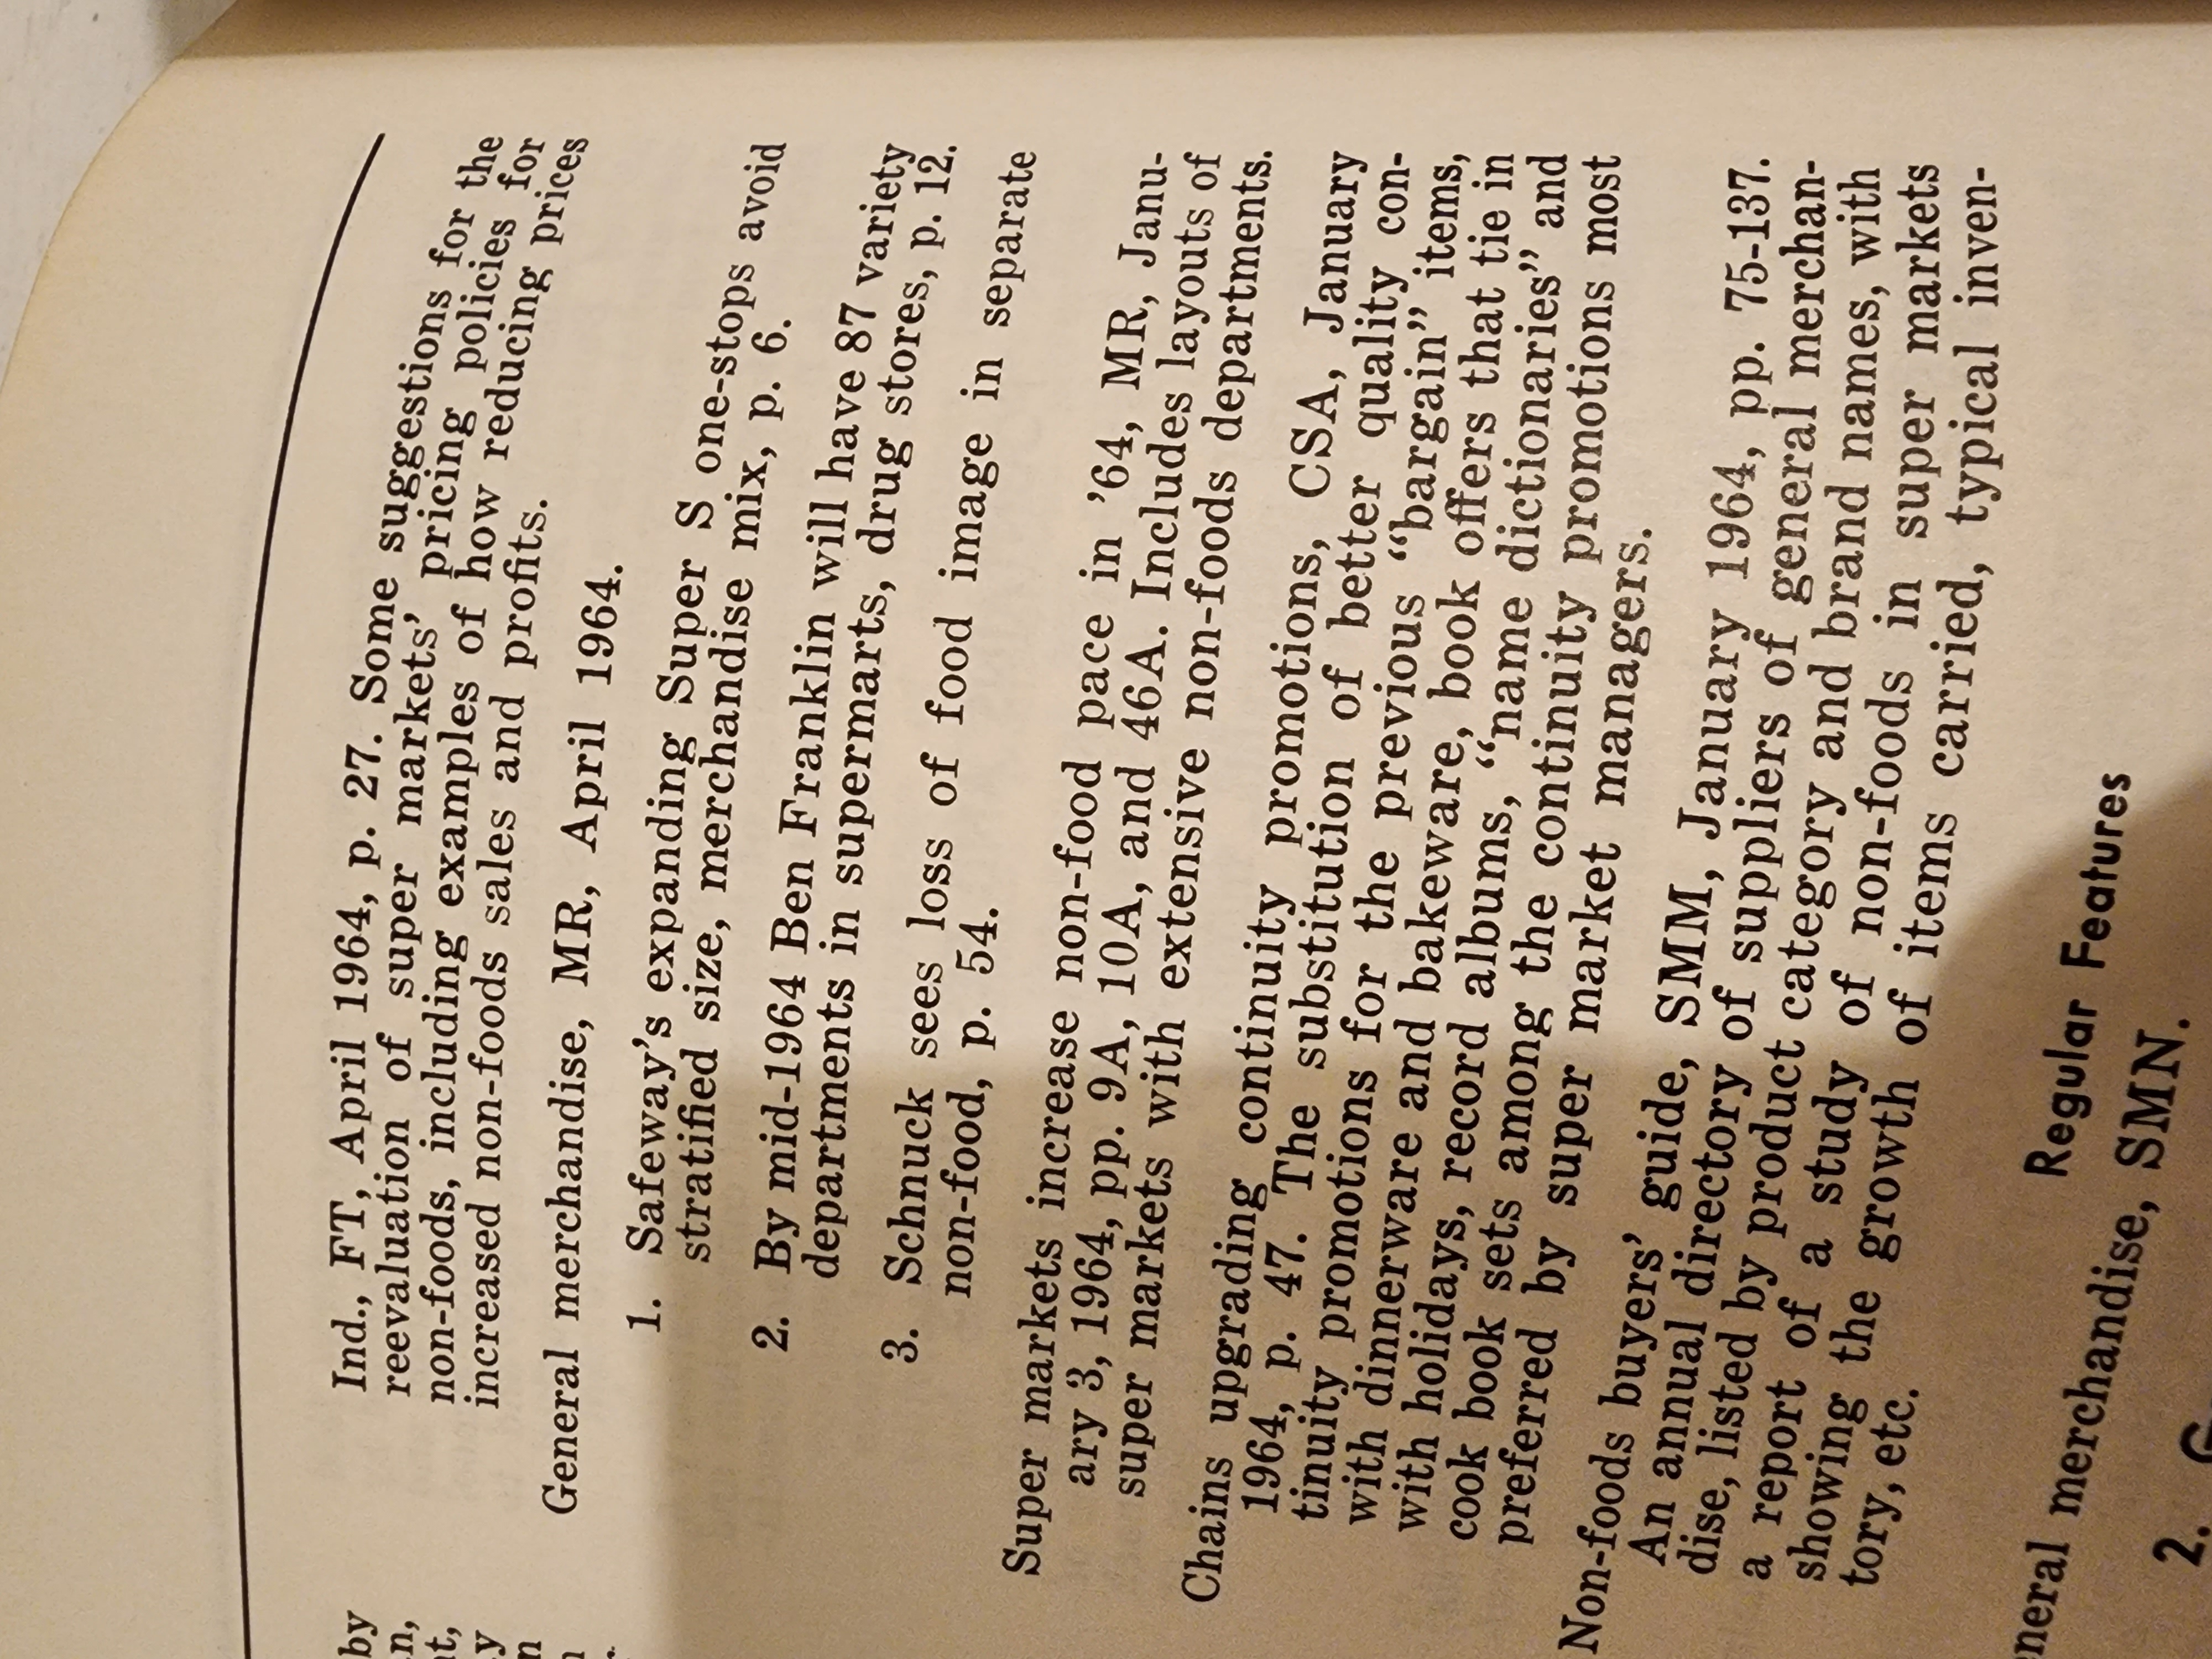 Ind., FT, April 1964, p. 27. Some suggestions for the
reevaluation of super markets' pricing policies for
non-foods, including examples of how reducing prices
increased non-foods sales and profits.
General merchandise, MR, April 1964.
1. Safeway's expanding Super S one-stops avoid
stratified size, merchandise mix, p. 6.
2. By mid-1964 Ben Franklin will have 87 variety
departments in supermarts, drug stores, p. 12.
3. Schnuck sees loss of food image in separate
non-food, p. 54.
Super markets increase non-food pace in '64, MR, Janu-
ary 3, 1964, pp. 9A, 10A, and 46A. Includes layouts of
super markets with extensive non-foods departments.
Chains upgrading continuity promotions, CSA, January
1964, p. 47. The substitution of better quality con-
tinuity promotions for the previous “bargain” items,
with dinnerware and bakeware, book offers that tie in
with holidays, record albums, “name dictionaries” and
cook book sets among the continuity promotions most
preferred by super market managers.
Non-foods buyers' guide, SMM, January 1964, pp. 75-137.
An annual directory of suppliers of general merchan-
dise, listed by product category and brand names, with
a report of a study of non-foods in super markets
showing the growth of items carried, typical inven-
tory, etc.
Regular Features
neral merchandise, SMN.
2.
by